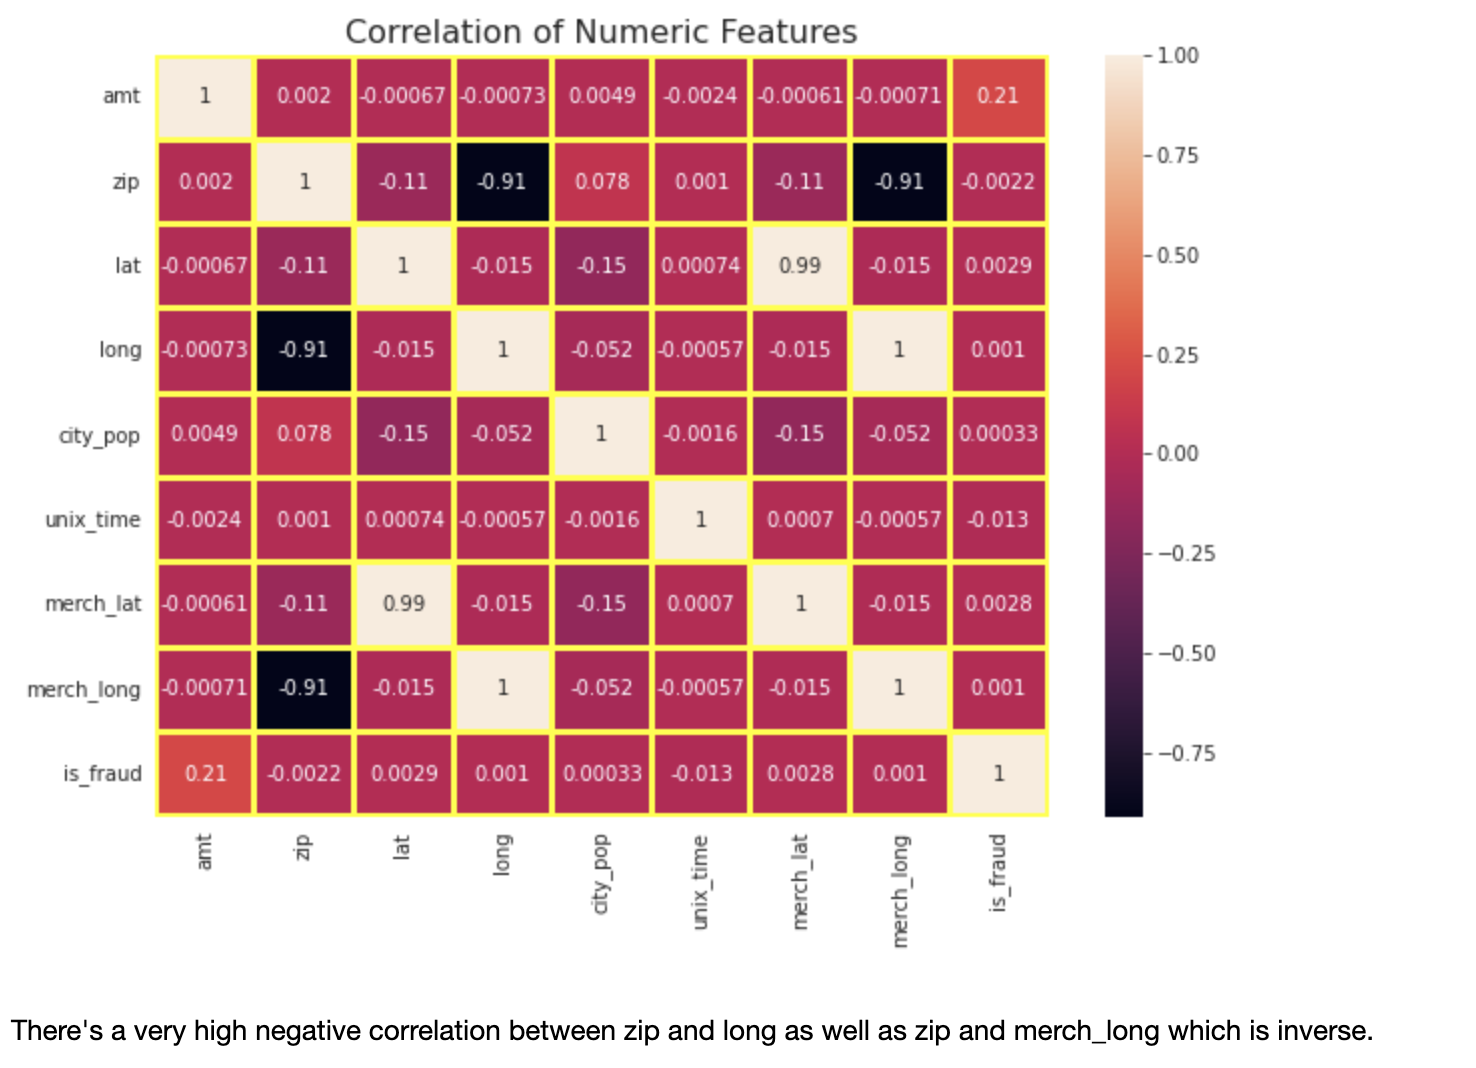 Correlation of Numeric Features
amt 1 0.002 -0.00067 -0.00073 0.0049 -0.0024 -0.00061 -0.00071 0.21
zip 0.002 1 -0.11 -0.91 0.078 0.001 -0.11 -0.91 -0.0022
lat -0.00067 -0.11 1 -0.015 -0.15 0.00074 0.99 -0.015 0.0029
long -0.00073 -0.91 -0.015 1 -0.052 -0.00057 -0.015 1 0.001
city_pop 0.0049 0.078 -0.15 -0.052 1 -0.0016 -0.15 -0.052 0.00033
unix_time -0.0024 0.001 0.00074 -0.00057 -0.0016 1 0.0007 -0.00057 -0.013
merch_lat -0.00061 -0.11 0.99 -0.015 -0.15 0.0007 1 -0.015 0.0028
merch_long -0.00071 -0.91 -0.015 1 -0.052 -0.00057 -0.015 1 0.001
is_fraud 0.21 -0.0022 0.0029 0.001 0.00033 -0.013 0.0028 0.001 1
amt zip lat long city_pop unix_time merch_lat merch_long is_fraud
1.00
0.75
0.50
0.25
0.00
−0.25
−0.50
−0.75
There's a very high negative correlation between zip and long as well as zip and merch_long which is inverse.